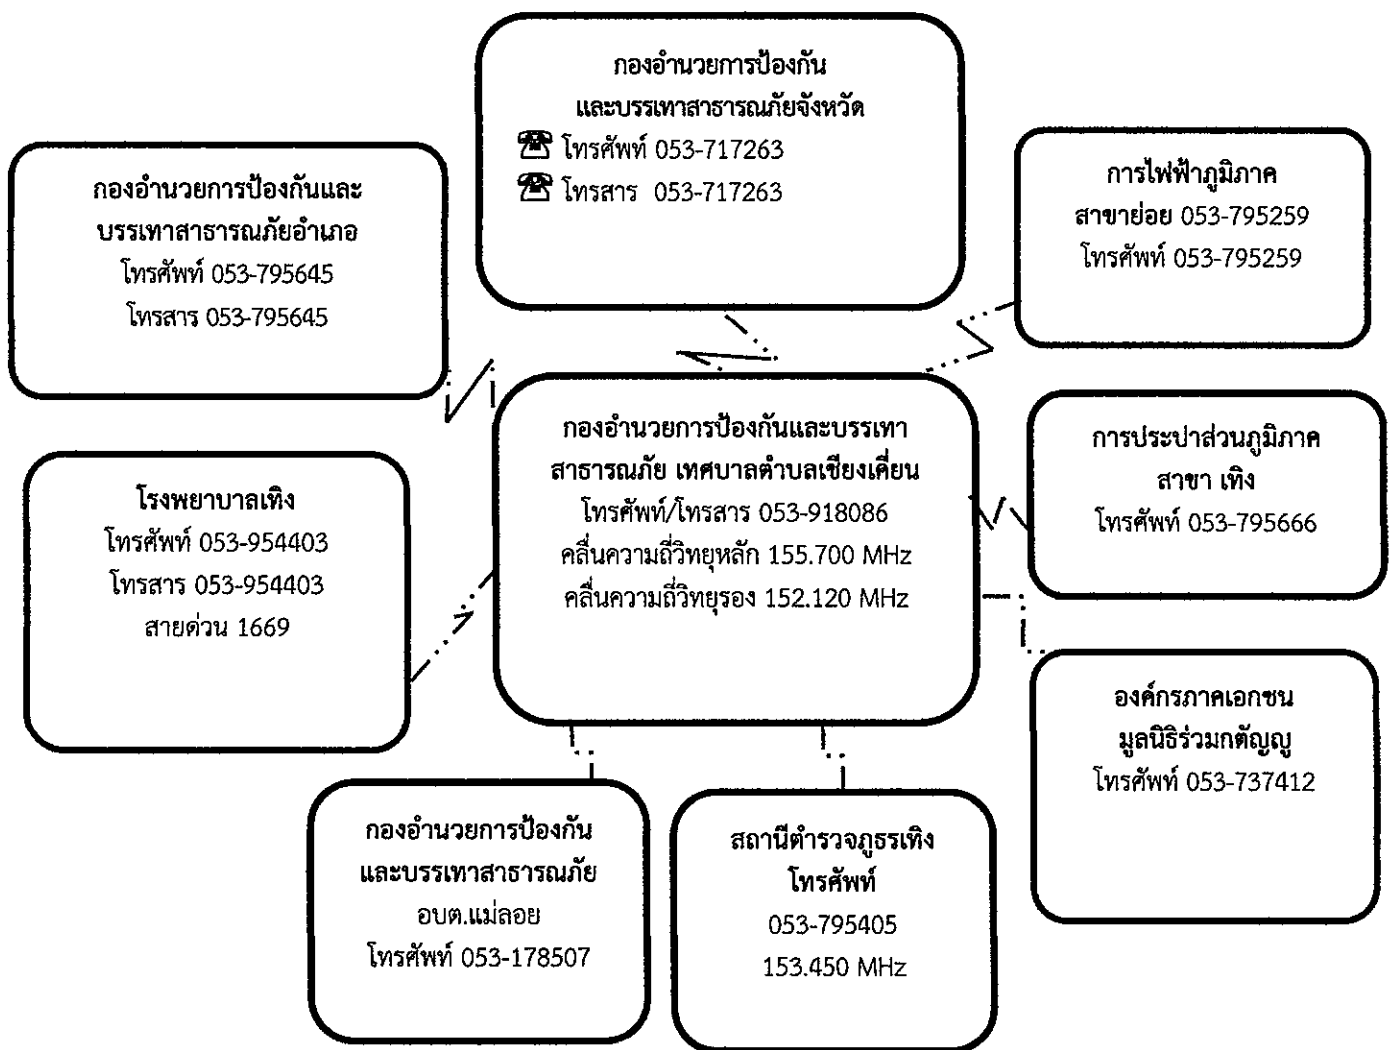 กองอำนวยการป้องกัน
และบรรเทาสาธารณภัยจังหวัด
โทรศัพท์ 053-717263
โทรสาร 053-717263
กองอำนวยการป้องกันและ
บรรเทาสาธารณภัยอำเภอ
โทรศัพท์ 053-795645
โทรสาร 053-795645
การไฟฟ้าภูมิภาค
สาขาย่อย 053-795259
โทรศัพท์ 053-795259
กองอำนวยการป้องกันและบรรเทา
สาธารณภัย เทศบาลตำบลเชียงเคี่ยน
โทรศัพท์/โทรสาร 053-918086
คลื่นความถี่วิทยุหลัก 155.700 MHz
คลื่นความถี่วิทยุรอง 152.120 MHz
การประปาส่วนภูมิภาค
สาขา เทิง
โทรศัพท์ 053-795666
โรงพยาบาลเทิง
โทรศัพท์ 053-954403
โทรสาร 053-954403
สายด่วน 1669
องค์กรภาคเอกชน
มูลนิธิร่วมกตัญญู
โทรศัพท์ 053-737412
กองอำนวยการป้องกัน
และบรรเทาสาธารณภัย
อบต.แม่ลอย
โทรศัพท์ 053-178507
สถานีตำรวจภูธรเทิง
โทรศัพท์
053-795405
153.450 MHz